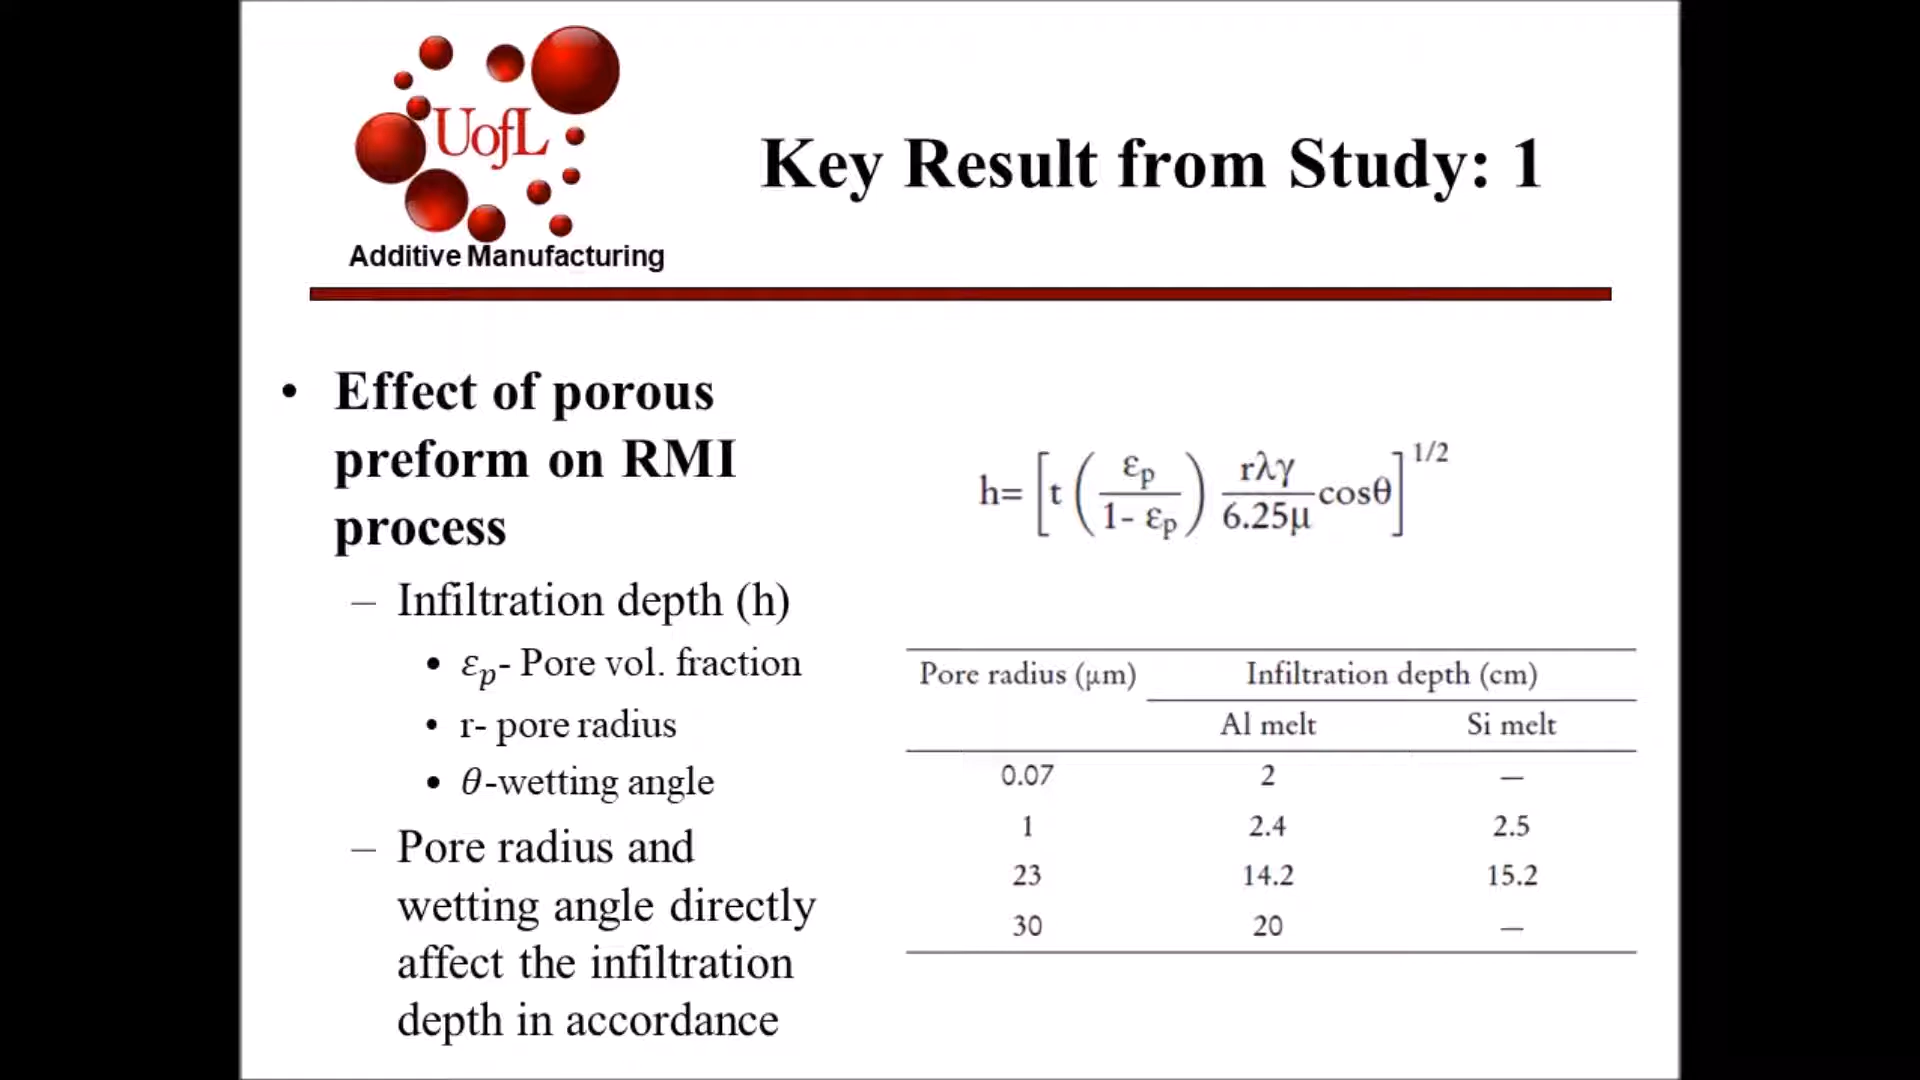 UofL
Additive Manufacturing
Key Result from Study: 1
• Effect of porous
preform on RMI
process
– Infiltration depth (h)
• εp- Pore vol. fraction
• r- pore radius
• θ-wetting angle
– Pore radius and
wetting angle directly
affect the infiltration
depth in accordance
h= [t (εp / 1- εp) rλγ / 6.25μ cosθ]^1/2
Pore radius (μm) Infiltration depth (cm)
Al melt Si melt
0.07 2 —
1 2.4 2.5
23 14.2 15.2
30 20 —